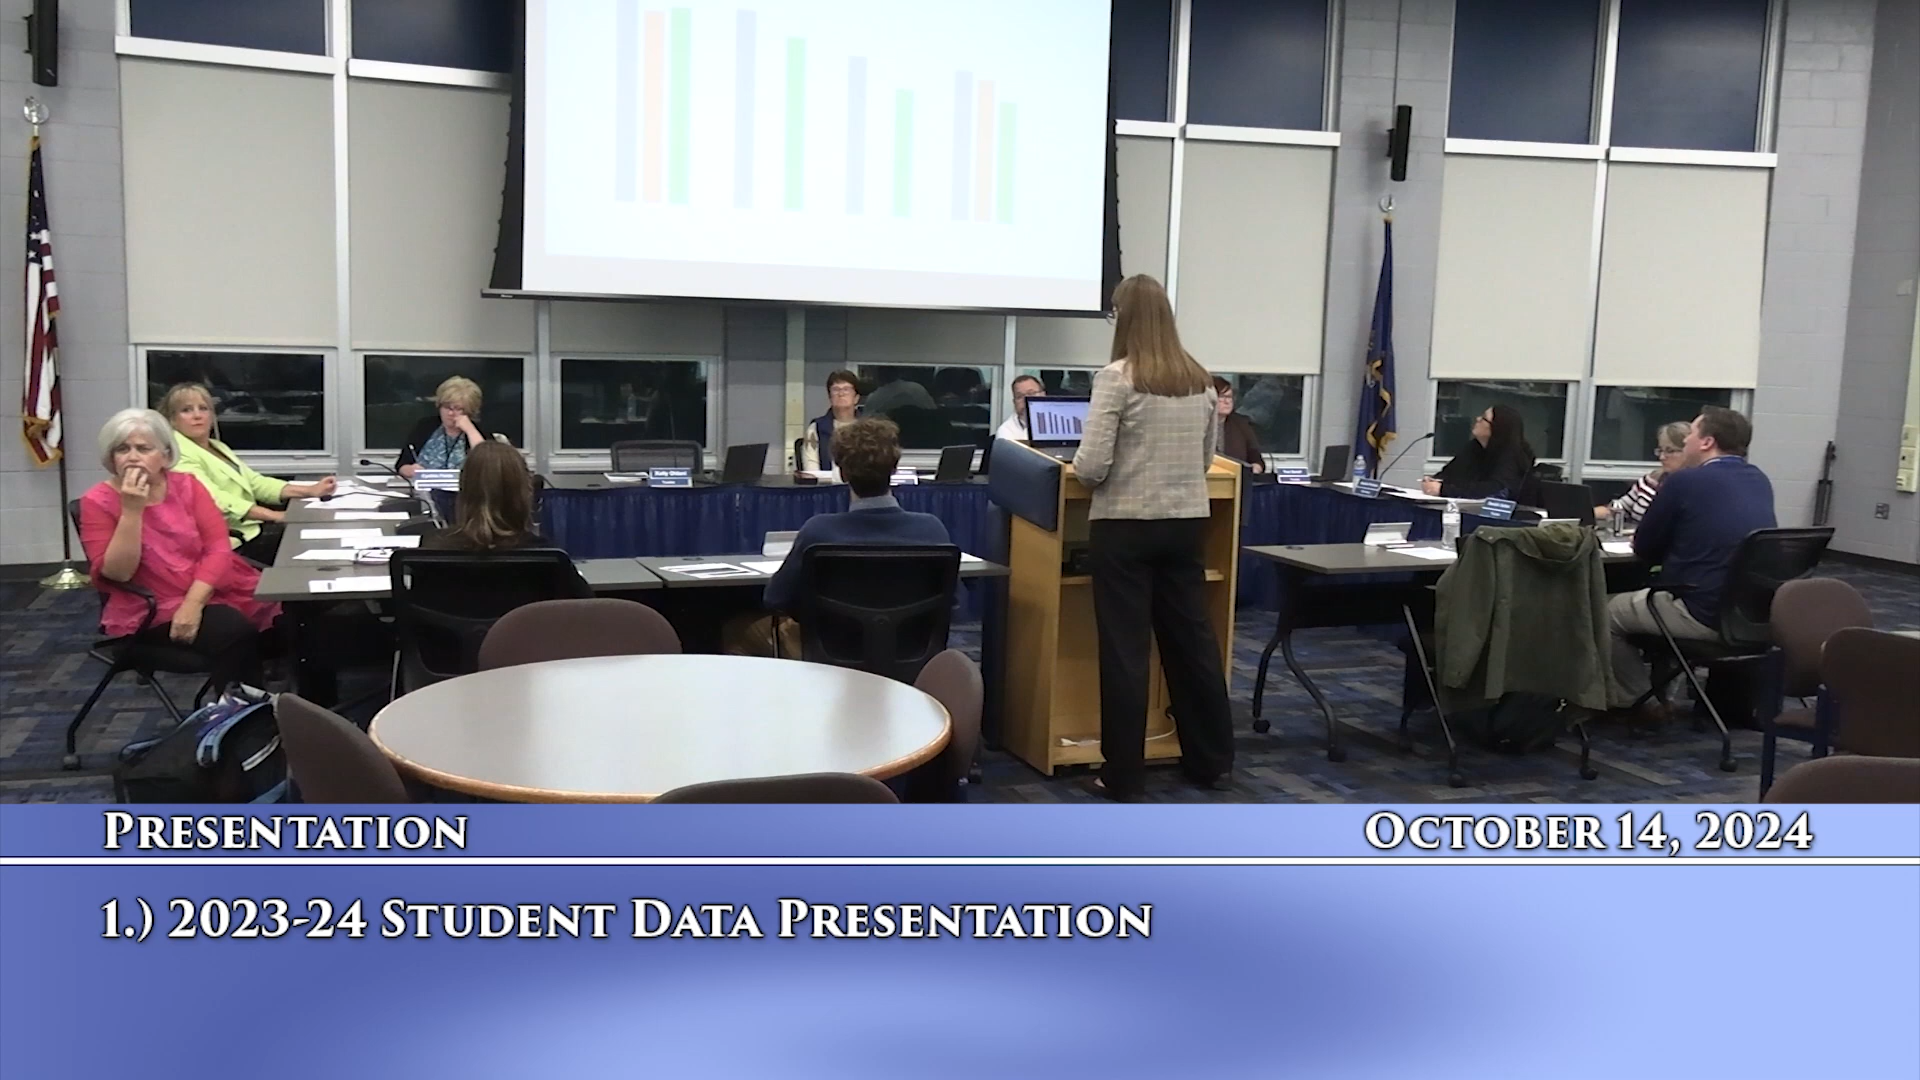 Presentation
October 14, 2024
1.) 2023-24 Student Data Presentation